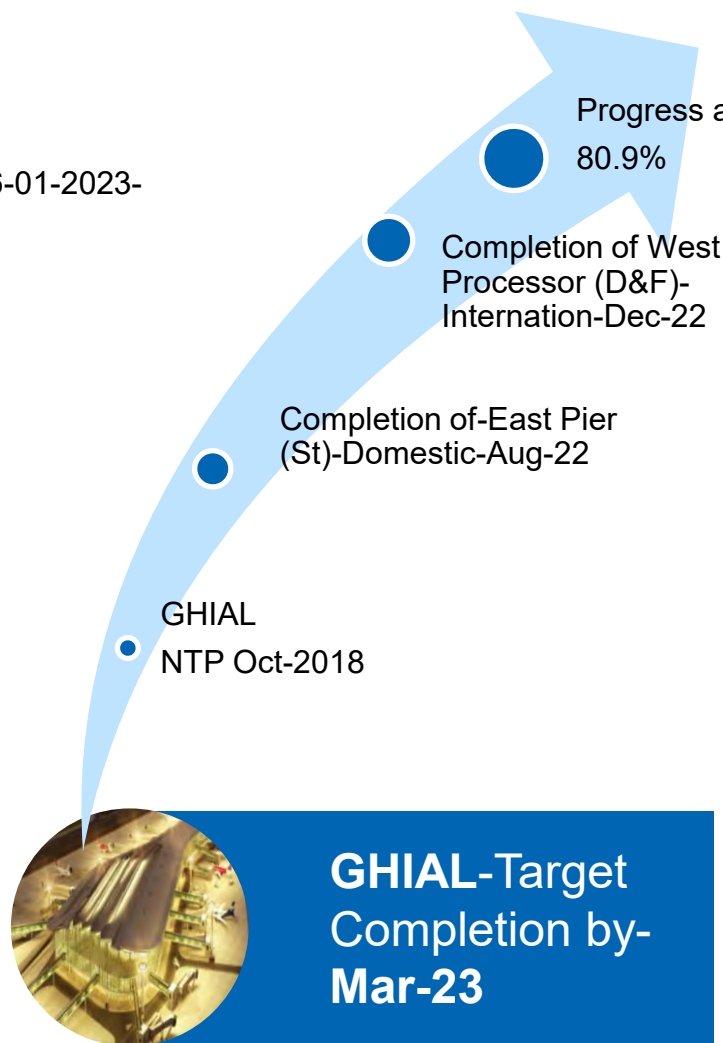 Progress a
80.9%
6-01-2023-
Completion of West
Processor (D&F)-
Internation-Dec-22
Completion of-East Pier
(St)-Domestic-Aug-22
GHIAL
NTP Oct-2018
GHIAL-Target
Completion by-
Mar-23